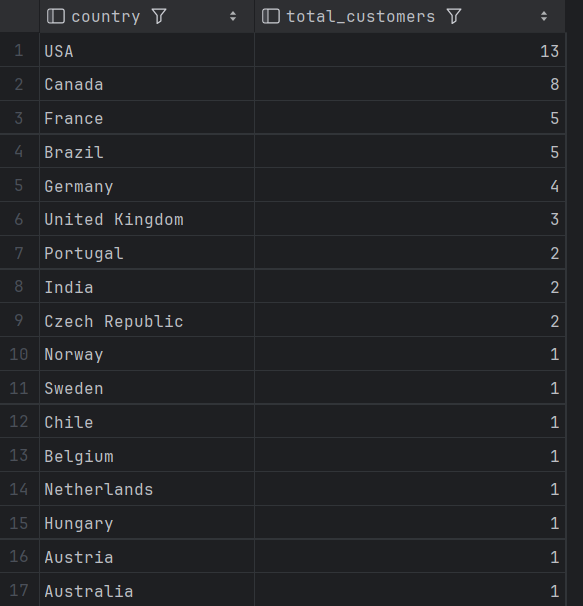 country total_customers
1 USA 13
2 Canada 8
3 France 5
4 Brazil 5
5 Germany 4
6 United Kingdom 3
7 Portugal 2
8 India 2
9 Czech Republic 2
10 Norway 1
11 Sweden 1
12 Chile 1
13 Belgium 1
14 Netherlands 1
15 Hungary 1
16 Austria 1
17 Australia 1